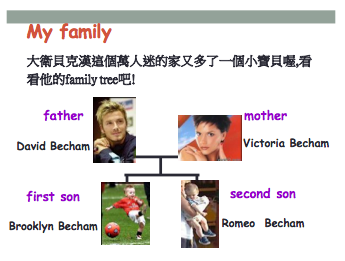 My family
大衛貝克漢這個萬人迷的家又多了一個小寶貝喔,看
看他的family tree吧!
father
mother
David Becham
Victoria Becham
first son
second son
Brooklyn Becham
Romeo Becham